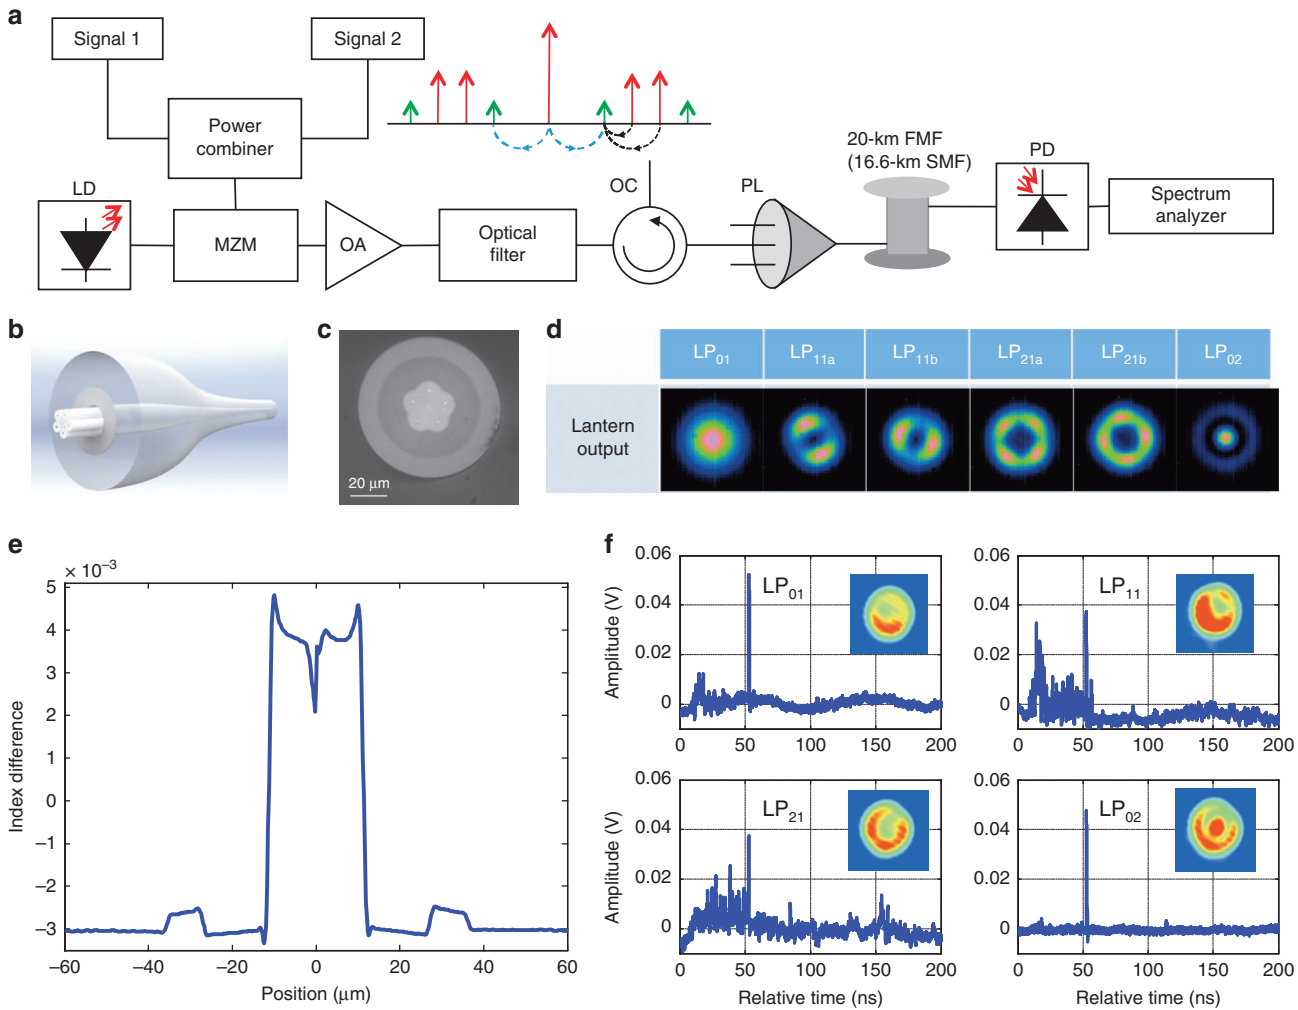 a
Signal 1
Signal 2
Power
combiner
LD
MZM
OA
Optical
filter
OC
PL
20-km FMF
(16.6-km SMF)
PD
Spectrum
analyzer
b
c
20 μm
d
LP01
LP11a
LP11b
LP21a
LP21b
LP02
Lantern
output
e
× 10−3
5
4
3
2
1
0
−1
−2
−3
−60
−40
−20
0
20
40
60
Index difference
Position (μm)
f
0.06
0.04
0.02
0
Amplitude (V)
LP01
0
50
100
150
200
0.06
0.04
0.02
0
LP11
0
50
100
150
200
0.06
0.04
0.02
0
Amplitude (V)
LP21
0
50
100
150
200
Relative time (ns)
0.06
0.04
0.02
0
LP02
0
50
100
150
200
Relative time (ns)